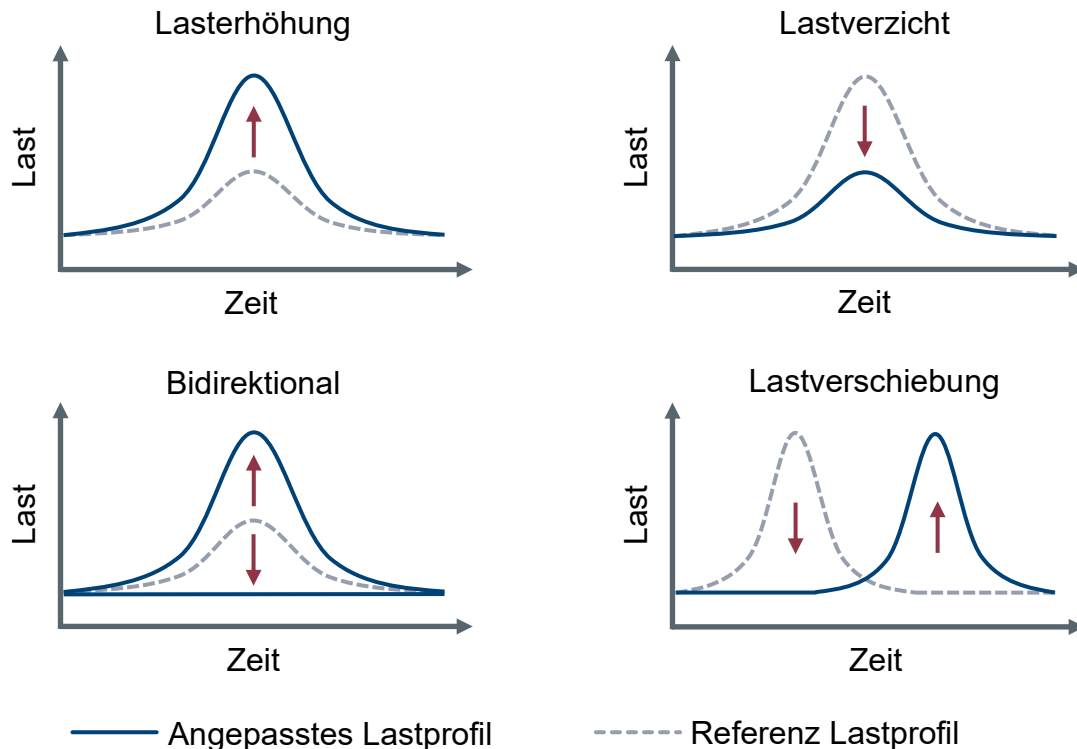 Lasterhöhung
Last
Zeit
Lastverzicht
Last
Zeit
Bidirektional
Last
Zeit
Lastverschiebung
Last
Zeit
Angepasstes Lastprofil
Referenz Lastprofil